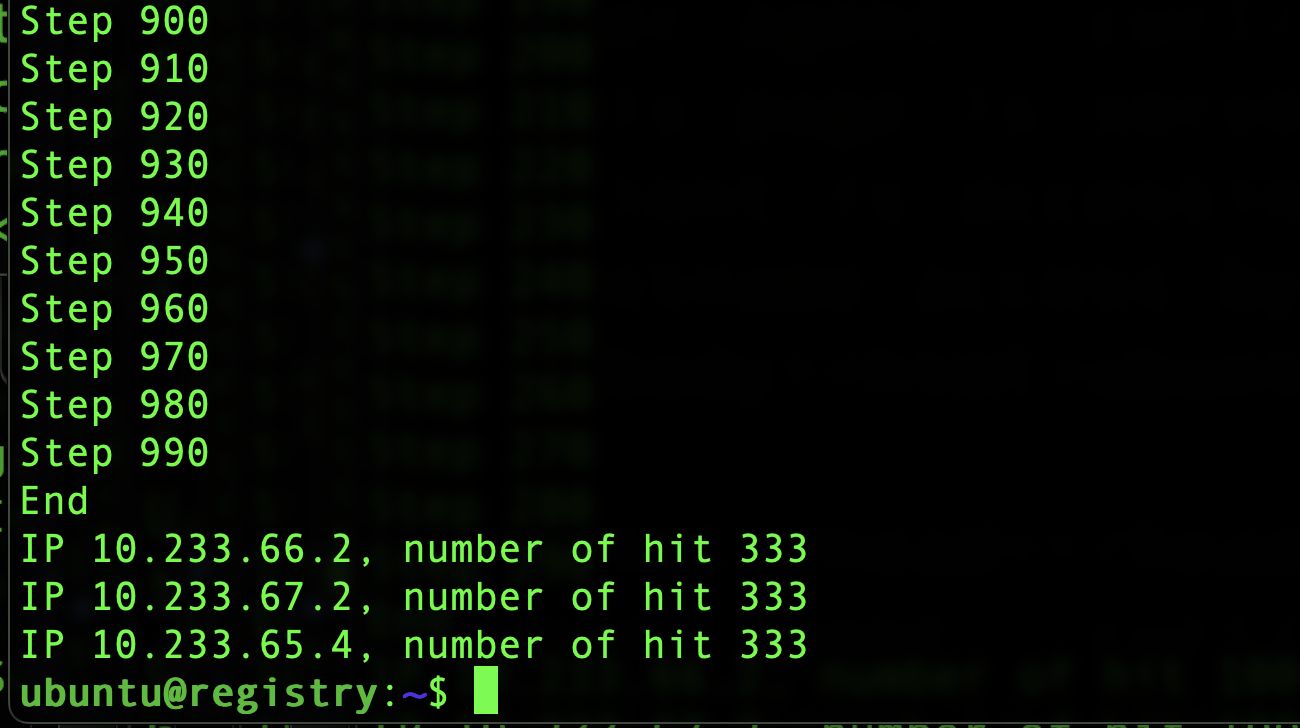 Step 900
Step 910
Step 920
Step 930
Step 940
Step 950
Step 960
Step 970
Step 980
Step 990
End
IP 10.233.66.2, number of hit 333
IP 10.233.67.2, number of hit 333
IP 10.233.65.4, number of hit 333
ubuntu@registry:~$